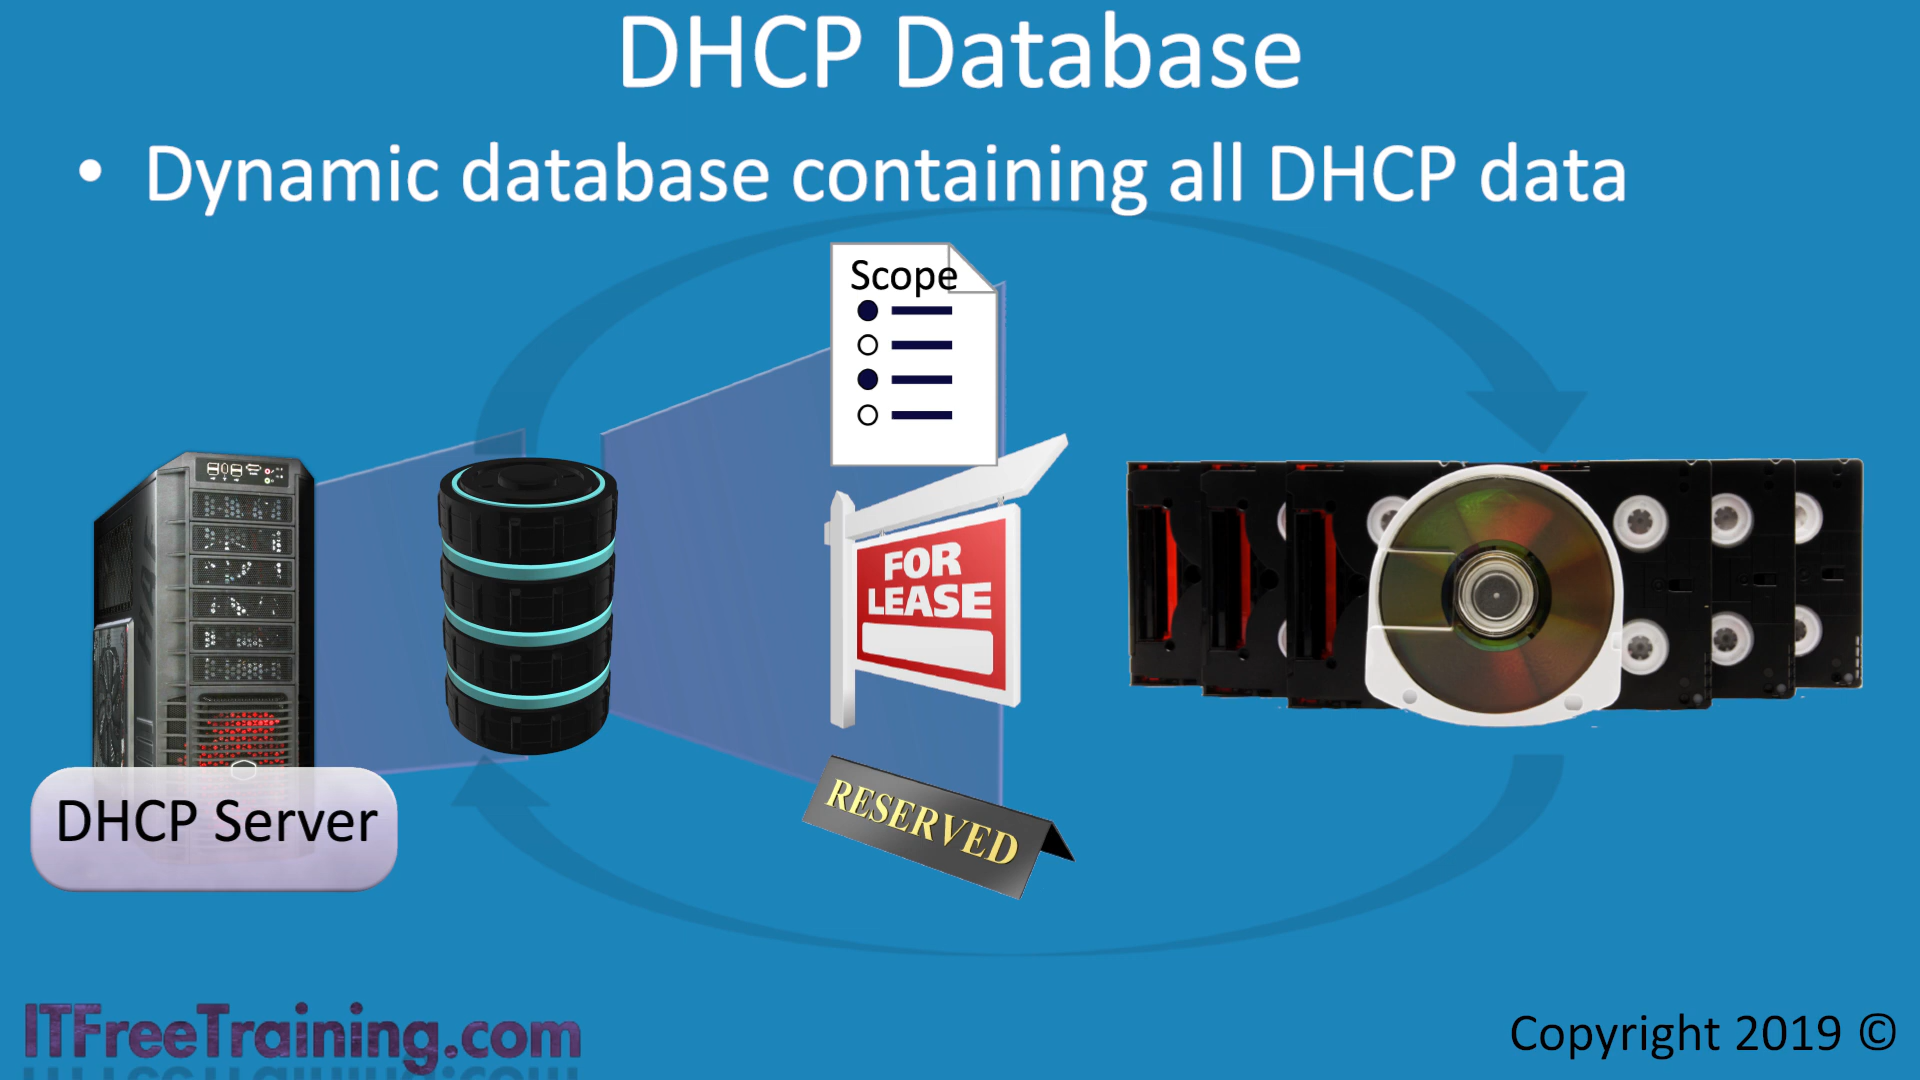 DHCP Database
• Dynamic database containing all DHCP data
Scope
FOR
LEASE
RESERVED
DHCP Server
ITFreeTraining.com
Copyright 2019 ©